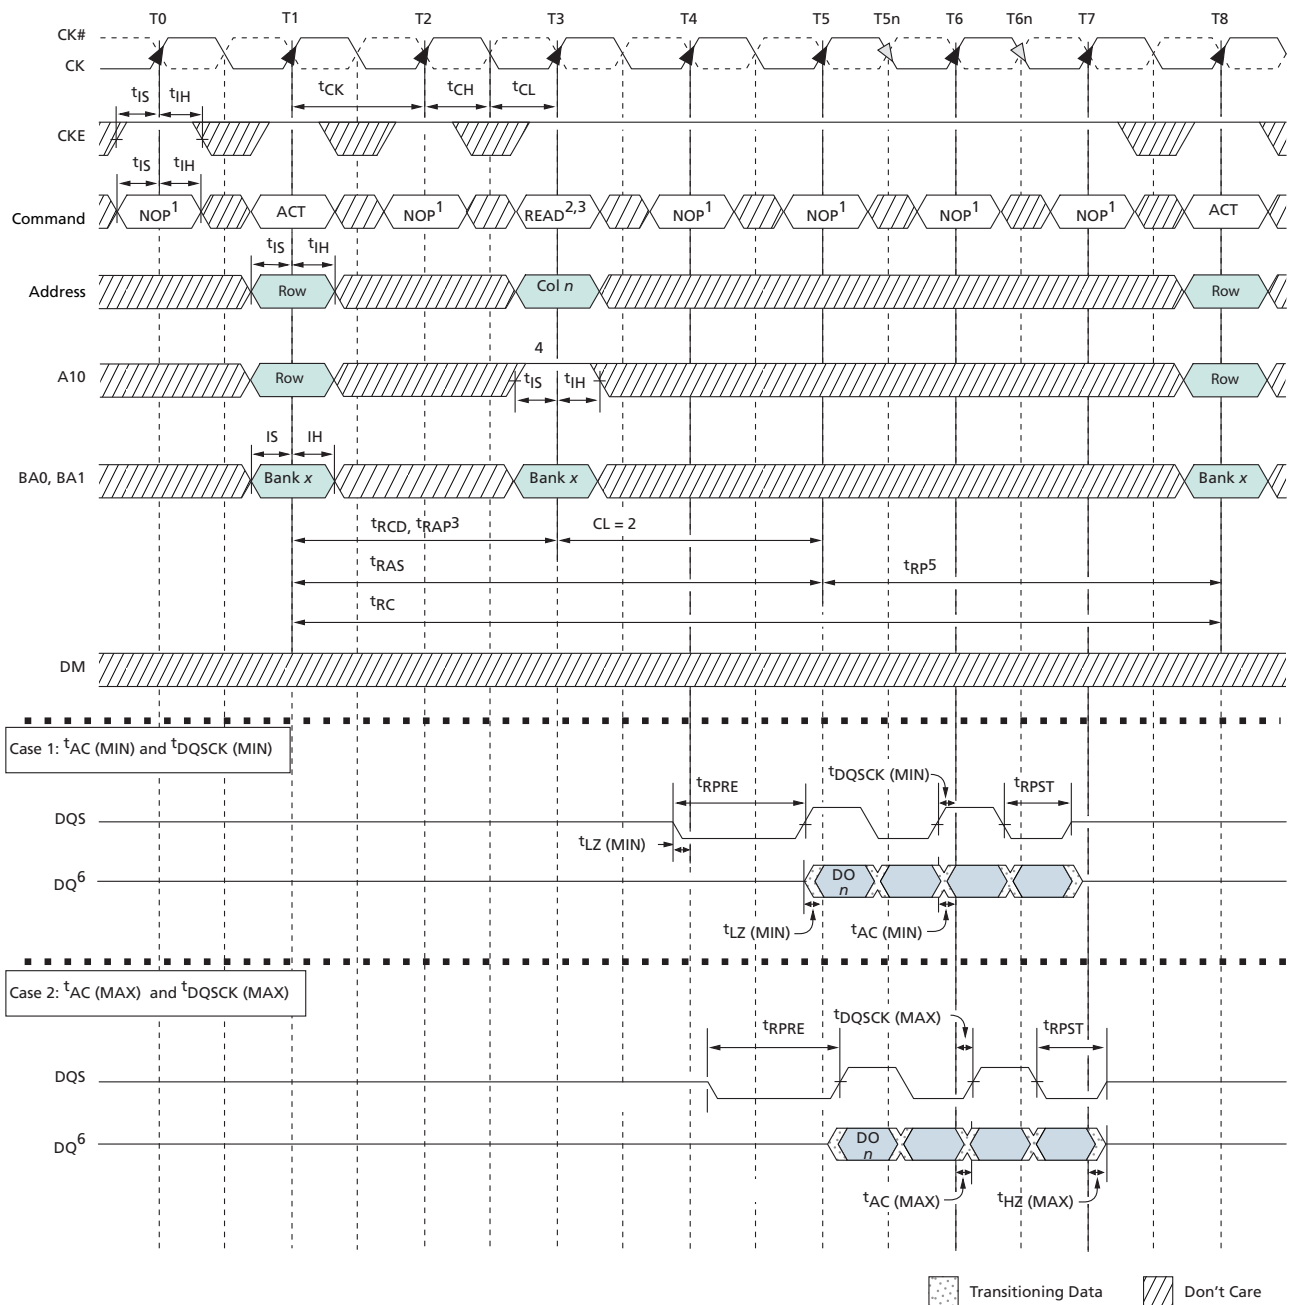 T0 T1 T2 T3 T4 T5 T5n T6 T6n T7 T8
CK#
CK
tCK tCH tCL
tIS tIH
CKE
tIS tIH
Command NOP1 ACT NOP1 READ2,3 NOP1 NOP1 NOP1 NOP1 ACT
tIS tIH
Address Row Col n Row
4
A10 Row tIS tIH Row
IS IH
BA0, BA1 Bank x Bank x Bank x
tRCD, tRAP3 CL = 2
tRAS tRP5
tRC
DM
Case 1: tAC (MIN) and tDQSCK (MIN)
tRPRE tDQSCK (MIN) tRPST
DQS
tLZ (MIN)
DQ6 DO n
tLZ (MIN) tAC (MIN)
Case 2: tAC (MAX) and tDQSCK (MAX)
tRPRE tDQSCK (MAX) tRPST
DQS
DQ6 DO n
tAC (MAX) tHZ (MAX)
Transitioning Data Don't Care